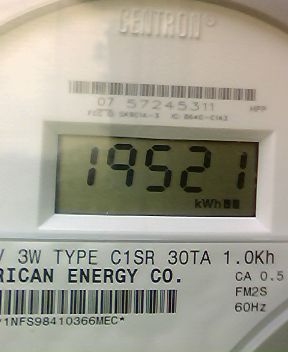 CENTRON®
07 57245311 HPP
19521
kWh
V 3W TYPE C1SR 30TA 1.0Kh
RICAN ENERGY CO. CA 0.5
FM2S
60Hz
1NFS98410366MEC*